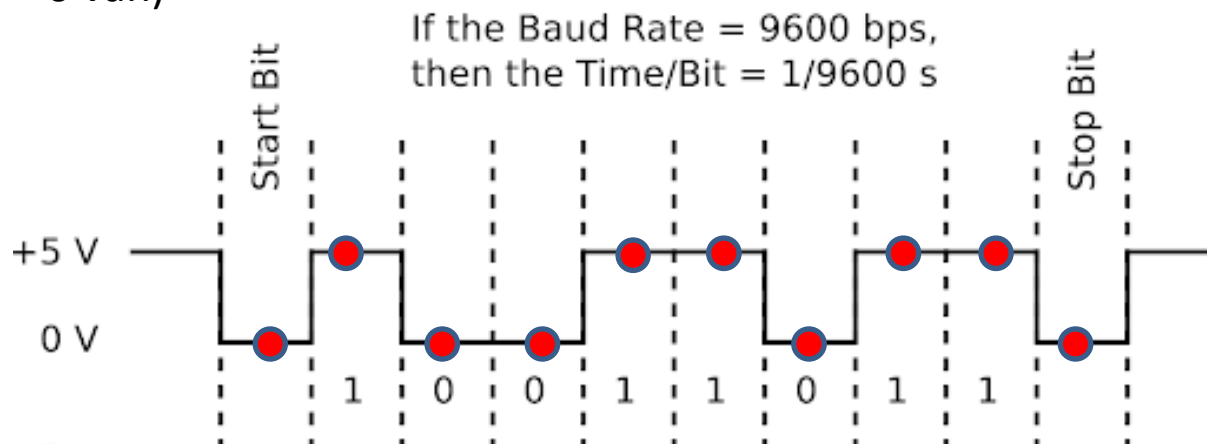 If the Baud Rate = 9600 bps,
then the Time/Bit = 1/9600 s
Start Bit
Stop Bit
+5 V
0 V
1 0 0 1 1 0 1 1